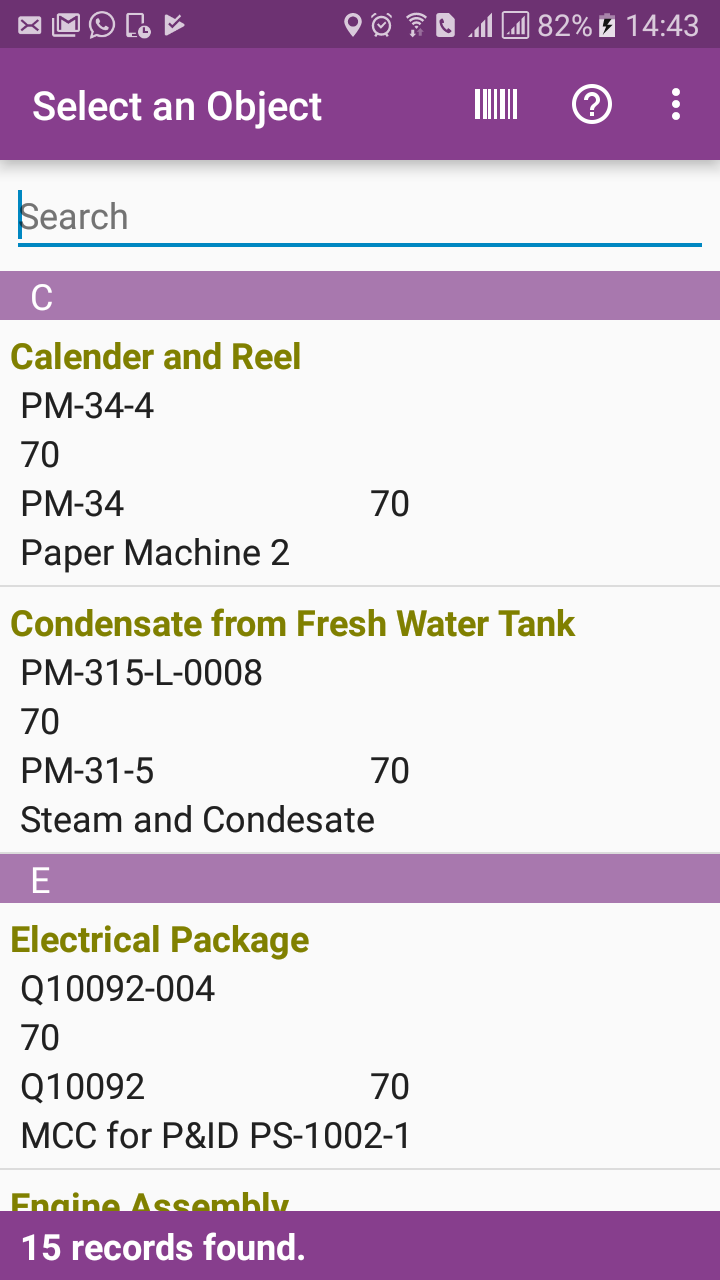 82% 14:43
Select an Object
Search
C
Calender and Reel
PM-34-4
70
PM-34 70
Paper Machine 2
Condensate from Fresh Water Tank
PM-315-L-0008
70
PM-31-5 70
Steam and Condesate
E
Electrical Package
Q10092-004
70
Q10092 70
MCC for P&ID PS-1002-1
Engine Assembly
15 records found.